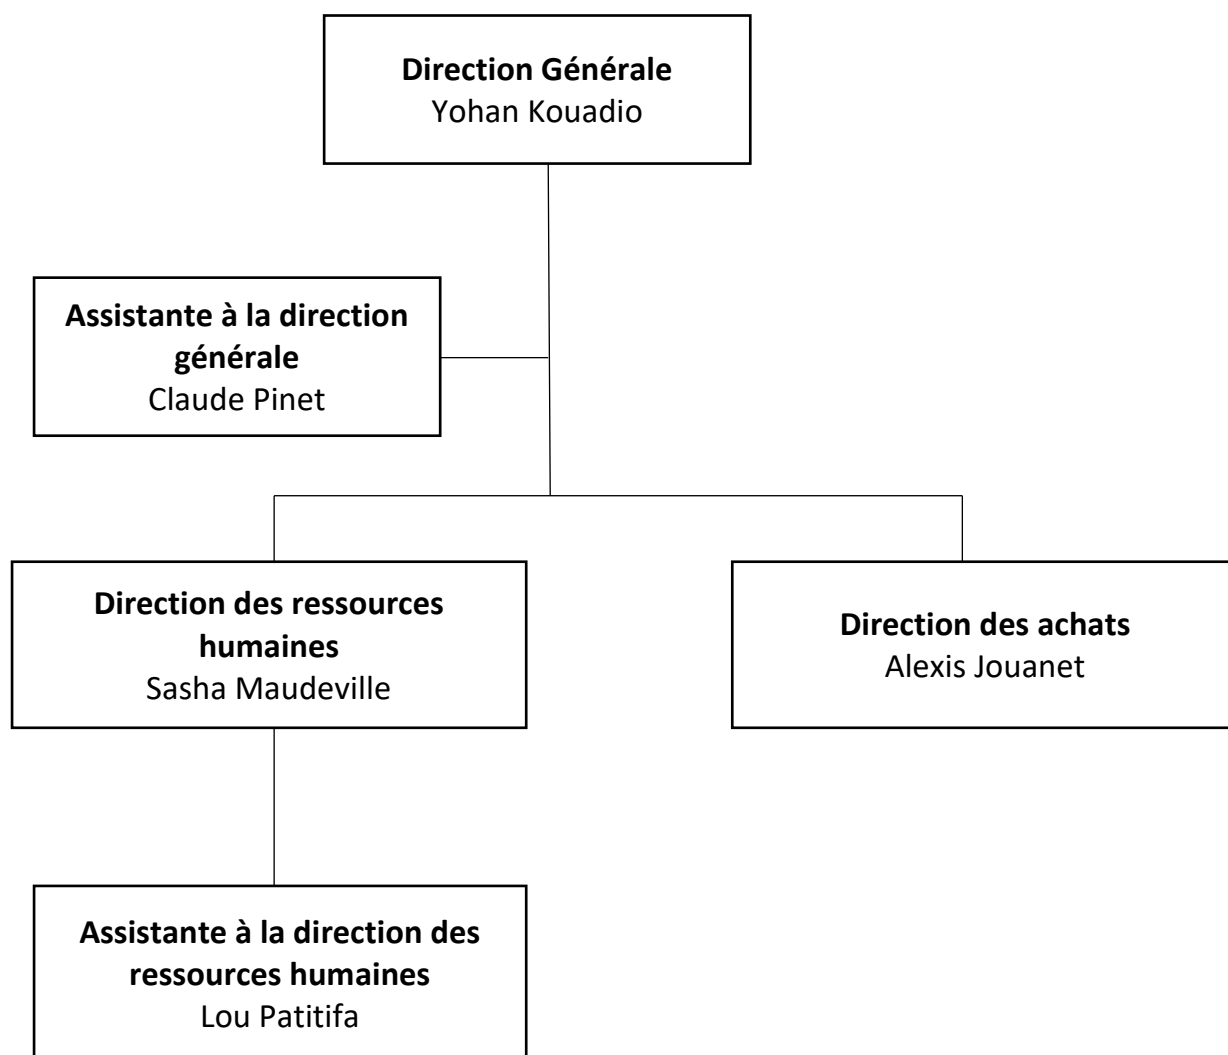 Direction Générale
Yohan Kouadio
Assistante à la direction
générale
Claude Pinet
Direction des ressources
humaines
Sasha Maudeville
Direction des achats
Alexis Jouanet
Assistante à la direction des
ressources humaines
Lou Patitifa